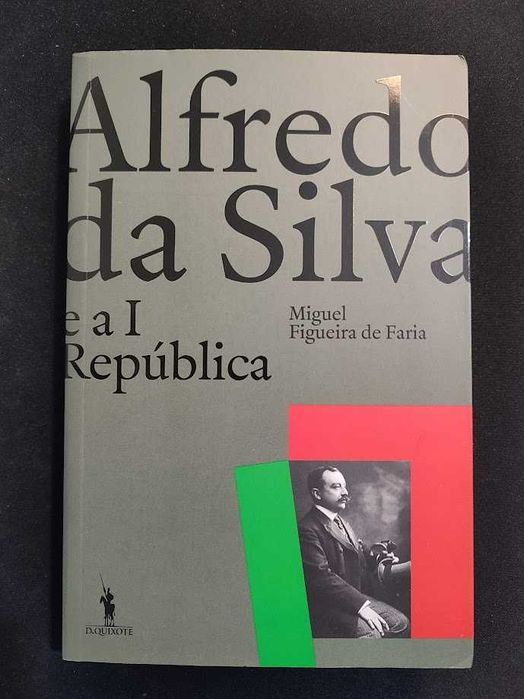 Alfredo
da Silva
e a I
República
Miguel
Figueira de Faria
D. QUIXOTE